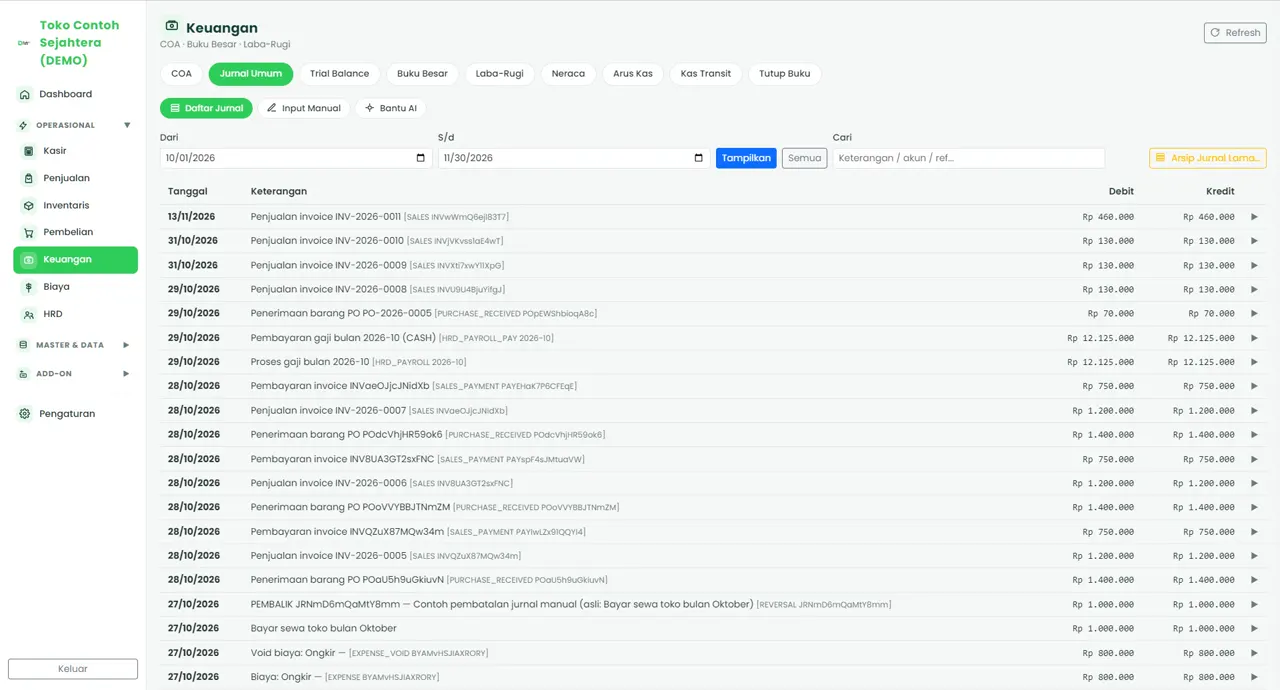 Toko Contoh
Sejahtera
(DEMO)
Dashboard
OPERASIONAL ▼
Kasir
Penjualan
Inventaris
Pembelian
Keuangan
Biaya
HRD
MASTER & DATA ▶
ADD-ON ▶
Pengaturan
Keluar
Keuangan
COA · Buku Besar · Laba-Rugi
Refresh
COA Jurnal Umum Trial Balance Buku Besar Laba-Rugi Neraca Arus Kas Kas Transit Tutup Buku
Daftar Jurnal Input Manual Bantu AI
Dari S/d Cari
10/01/2026 11/30/2026 Tampilkan Semua Keterangan / akun / ref... Arsip Jurnal Lama...
Tanggal Keterangan Debit Kredit
13/11/2026 Penjualan invoice INV-2026-0011 Rp 460.000 Rp 460.000 ▶
31/10/2026 Penjualan invoice INV-2026-0010 Rp 130.000 Rp 130.000 ▶
31/10/2026 Penjualan invoice INV-2026-0009 Rp 130.000 Rp 130.000 ▶
29/10/2026 Penjualan invoice INV-2026-0008 Rp 130.000 Rp 130.000 ▶
29/10/2026 Penerimaan barang PO PO-2026-0005 Rp 70.000 Rp 70.000 ▶
29/10/2026 Pembayaran gaji bulan 2026-10 (CASH) [HRD_PAYROLL_PAY 2026-10] Rp 12.125.000 Rp 12.125.000 ▶
29/10/2026 Proses gaji bulan 2026-10 [HRD_PAYROLL 2026-10] Rp 12.125.000 Rp 12.125.000 ▶
28/10/2026 Pembayaran invoice INVaeOJjcJNidXb [SALES_PAYMENT PAYEHaK7P6CFEqE] Rp 750.000 Rp 750.000 ▶
28/10/2026 Penjualan invoice INV-2026-0007 [SALES INVaeOJjcJNidXb] Rp 1.200.000 Rp 1.200.000 ▶
28/10/2026 Penerimaan barang PO POdcVhjHR59ok6 [PURCHASE_RECEIVED POdcVhjHR59ok6] Rp 1.400.000 Rp 1.400.000 ▶
28/10/2026 Pembayaran invoice INV8UA3GT2sxFNC [SALES_PAYMENT PAYspF4sJMtuaVW] Rp 750.000 Rp 750.000 ▶
28/10/2026 Penjualan invoice INV-2026-0006 [SALES INV8UA3GT2sxFNC] Rp 1.200.000 Rp 1.200.000 ▶
28/10/2026 Penerimaan barang PO POoVVYBBJTNmZM [PURCHASE_RECEIVED POoVVYBBJTNmZM] Rp 1.400.000 Rp 1.400.000 ▶
28/10/2026 Pembayaran invoice INVQZuX87MQw34m Rp 750.000 Rp 750.000 ▶
28/10/2026 Penjualan invoice INV-2026-0005 [SALES INVQZuX87MQw34m] Rp 1.200.000 Rp 1.200.000 ▶
28/10/2026 Penerimaan barang PO POaU5h9uGkiuvN [PURCHASE_RECEIVED POaU5h9uGkiuvN] Rp 1.400.000 Rp 1.400.000 ▶
27/10/2026 PEMBALIK JRNmD6mQaMtY8mm — Contoh pembatalan jurnal manual (asli: Bayar sewa toko bulan Oktober) [REVERSAL JRNmD6mQaMtY8mm] Rp 1.000.000 Rp 1.000.000 ▶
27/10/2026 Bayar sewa toko bulan Oktober Rp 1.000.000 Rp 1.000.000 ▶
27/10/2026 Void biaya: Ongkir — [EXPENSE_VOID BYAMvHSJIAXRORY] Rp 800.000 Rp 800.000 ▶
27/10/2026 Biaya: Ongkir — [EXPENSE BYAMvHSJIAXRORY] Rp 800.000 Rp 800.000 ▶